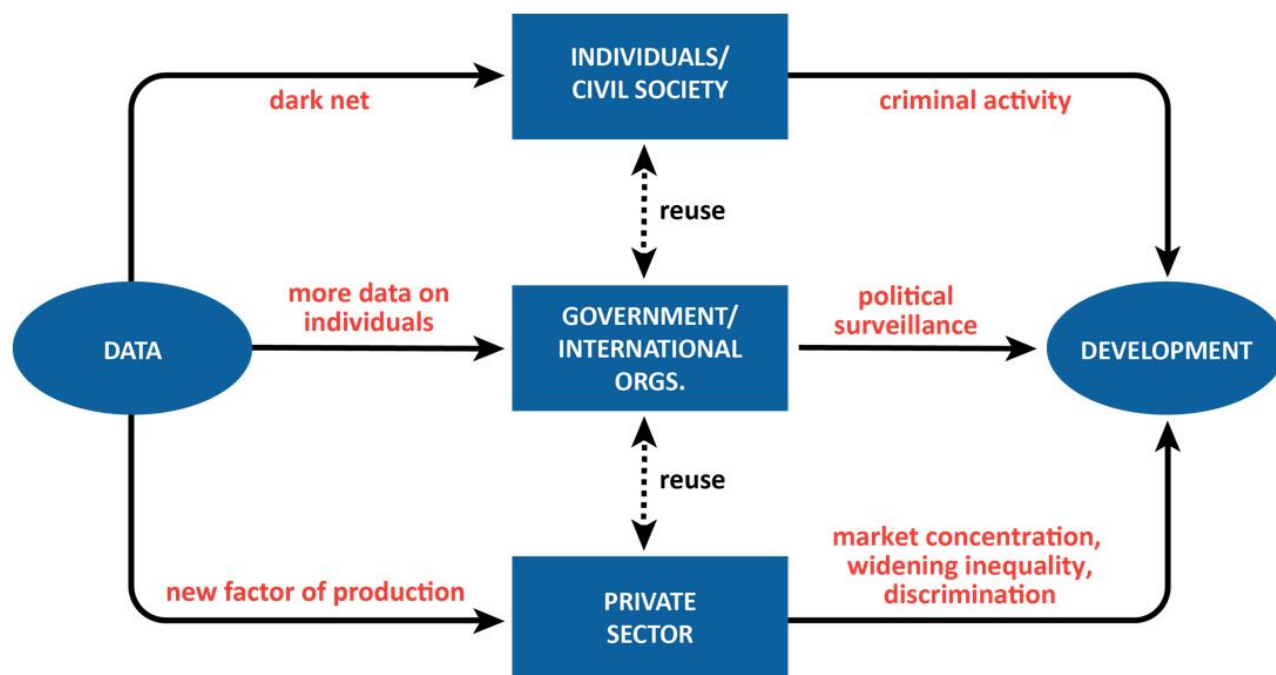 INDIVIDUALS/
CIVIL SOCIETY
dark net
criminal activity
reuse
more data on
individuals
GOVERNMENT/
INTERNATIONAL
ORGS.
political
surveillance
DATA
DEVELOPMENT
reuse
new factor of production
PRIVATE
SECTOR
market concentration,
widening inequality,
discrimination